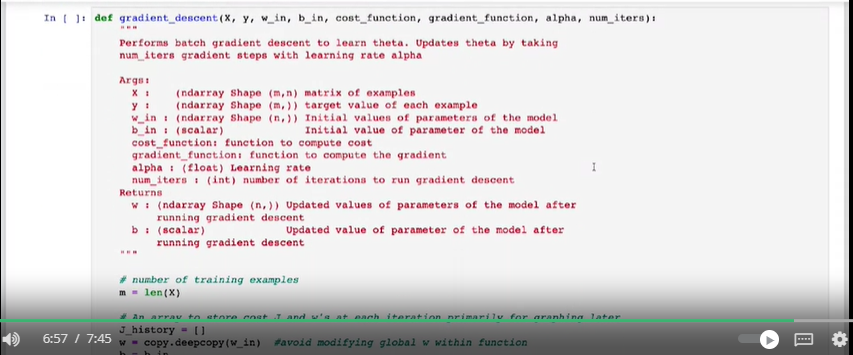 In [ ]: def gradient_descent(X, y, w_in, b_in, cost_function, gradient_function, alpha, num_iters):
"""
Performs batch gradient descent to learn theta. Updates theta by taking
num_iters gradient steps with learning rate alpha
Args:
X : (ndarray Shape (m,n) matrix of examples
y : (ndarray Shape (m,)) target value of each example
w_in : (ndarray Shape (n,)) Initial values of parameters of the model
b_in : (scalar) Initial value of parameter of the model
cost_function: function to compute cost
gradient_function: function to compute the gradient
alpha : (float) Learning rate
num_iters : (int) number of iterations to run gradient descent
Returns
w : (ndarray Shape (n,)) Updated values of parameters of the model after
running gradient descent
b : (scalar) Updated value of parameter of the model after
running gradient descent
"""
# number of training examples
m = len(X)
# An array to store cost J and w's at each iteration primarily for graphing later
J_history = []
w = copy.deepcopy(w_in) #avoid modifying global w within function
b = b_in
6:57 / 7:45